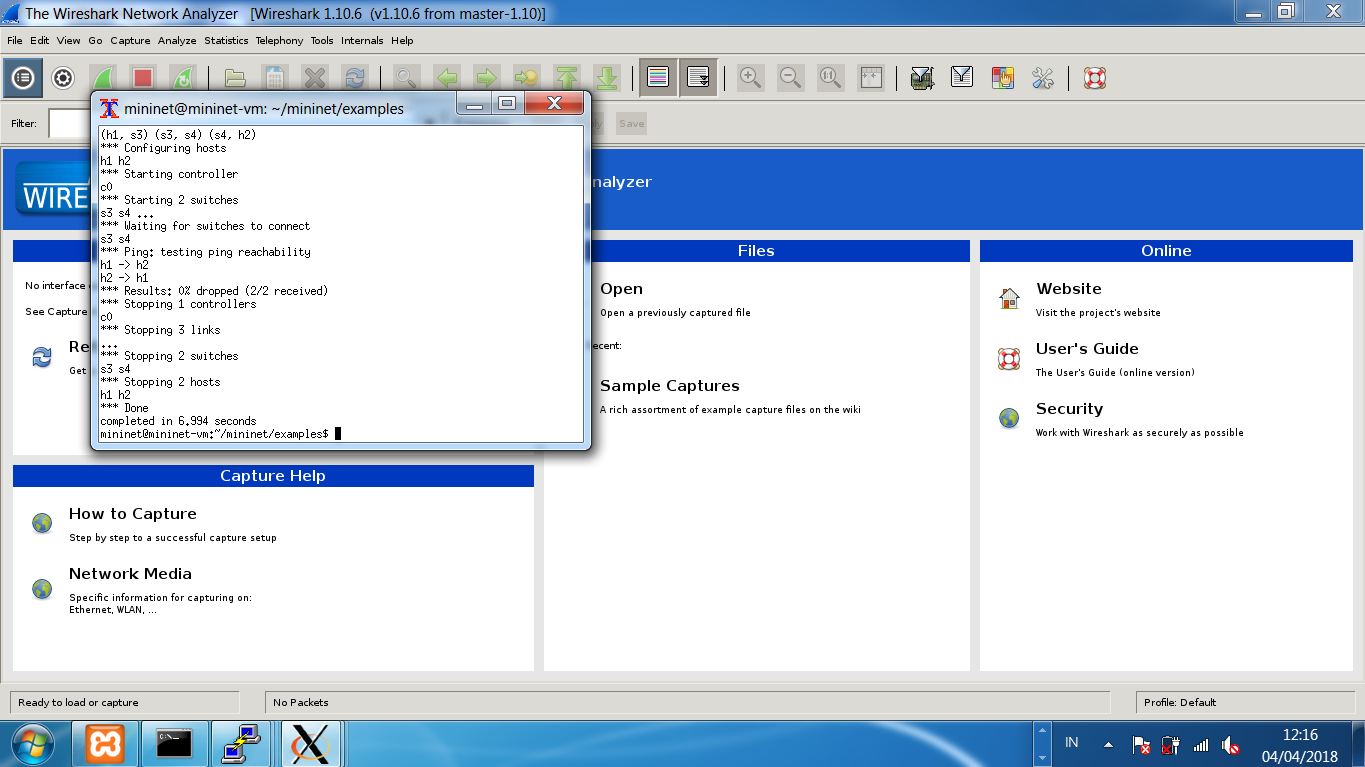 The Wireshark Network Analyzer [Wireshark 1.10.6 (v1.10.6 from master-1.10)]
File Edit View Go Capture Analyze Statistics Telephony Tools Internals Help
Filter:
Save
mininet@mininet-vm: ~/mininet/examples
(h1, s3) (s3, s4) (s4, h2)
*** Configuring hosts
h1 h2
*** Starting controller
c0
*** Starting 2 switches
s3 s4 ...
*** Waiting for switches to connect
s3 s4
*** Ping: testing ping reachability
h1 -> h2
h2 -> h1
*** Results: 0% dropped (2/2 received)
*** Stopping 1 controllers
c0
*** Stopping 3 links
...
*** Stopping 2 switches
s3 s4
*** Stopping 2 hosts
h1 h2
*** Done
completed in 6.994 seconds
mininet@mininet-vm:~/mininet/examples$
WIRE
nalyzer
No interface
See Capture
Re
Get
Capture Help
How to Capture
Step by step to a successful capture setup
Network Media
Specific information for capturing on:
Ethernet, WLAN, ...
Files
Open
Open a previously captured file
ecent:
Sample Captures
A rich assortment of example capture files on the wiki
Online
Website
Visit the project's website
User's Guide
The User's Guide (online version)
Security
Work with Wireshark as securely as possible
Ready to load or capture
No Packets
Profile: Default
IN
12:16
04/04/2018